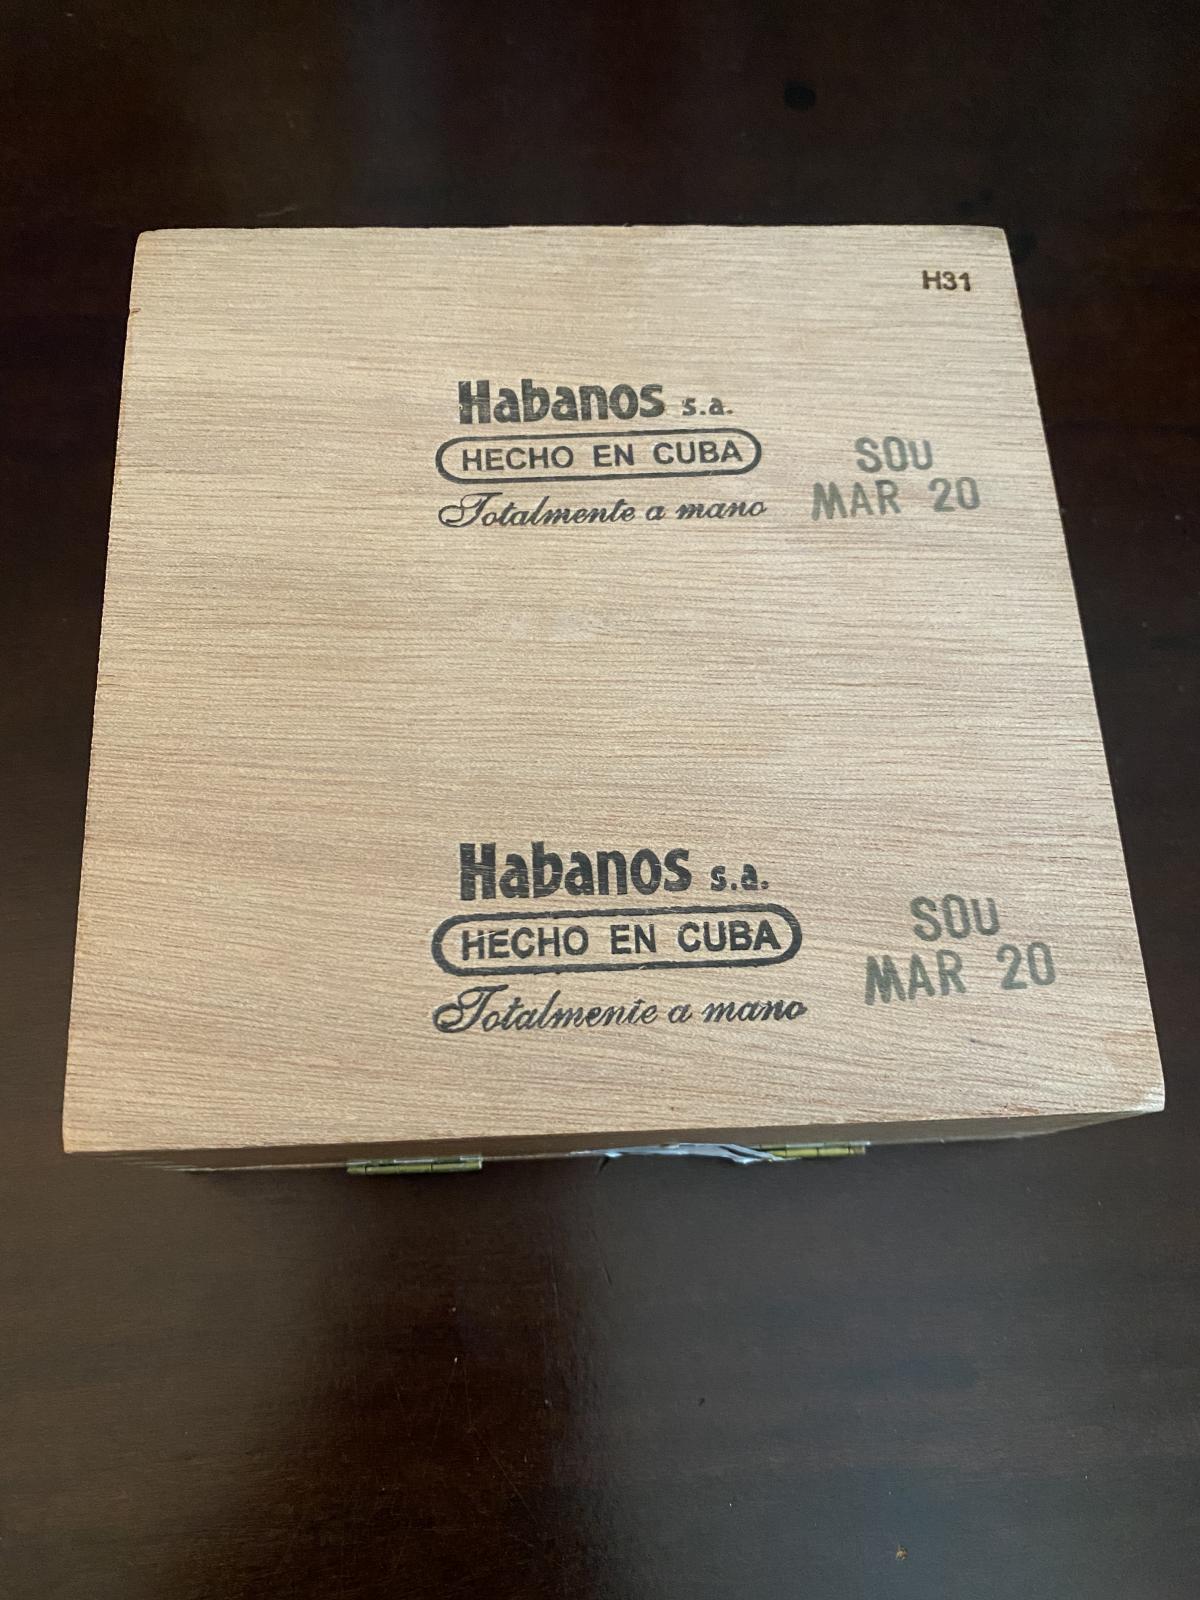 H31
Habanos s.a.
HECHO EN CUBA
Totalmente a mano
SOU
MAR 20
Habanos s.a.
HECHO EN CUBA
Totalmente a mano
SOU
MAR 20